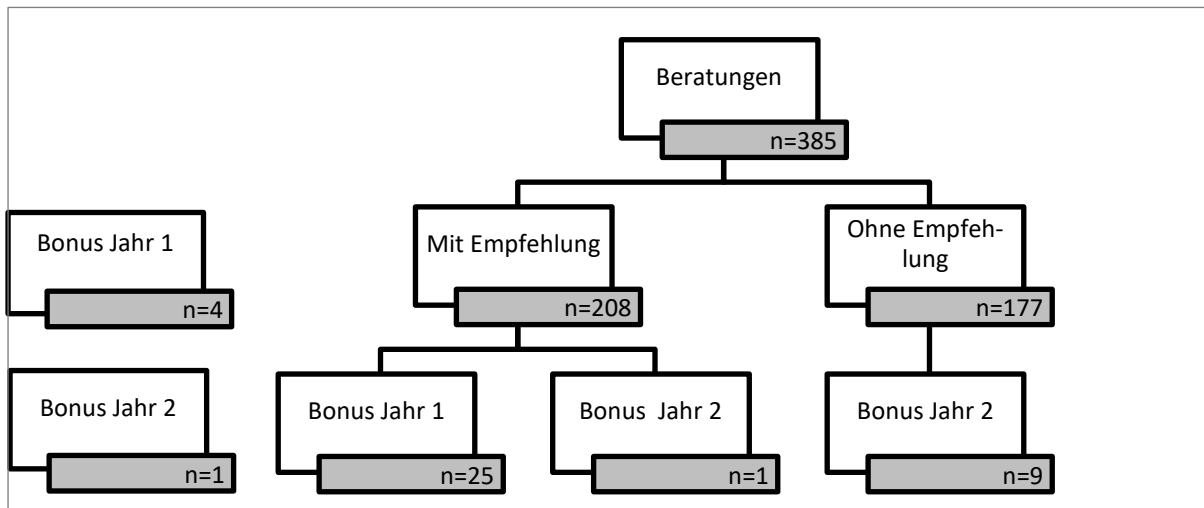 Beratungen
n=385
Bonus Jahr 1
n=4
Mit Empfehlung
n=208
Ohne Empfeh-
lung
n=177
Bonus Jahr 2
n=1
Bonus Jahr 1
n=25
Bonus Jahr 2
n=1
Bonus Jahr 2
n=9